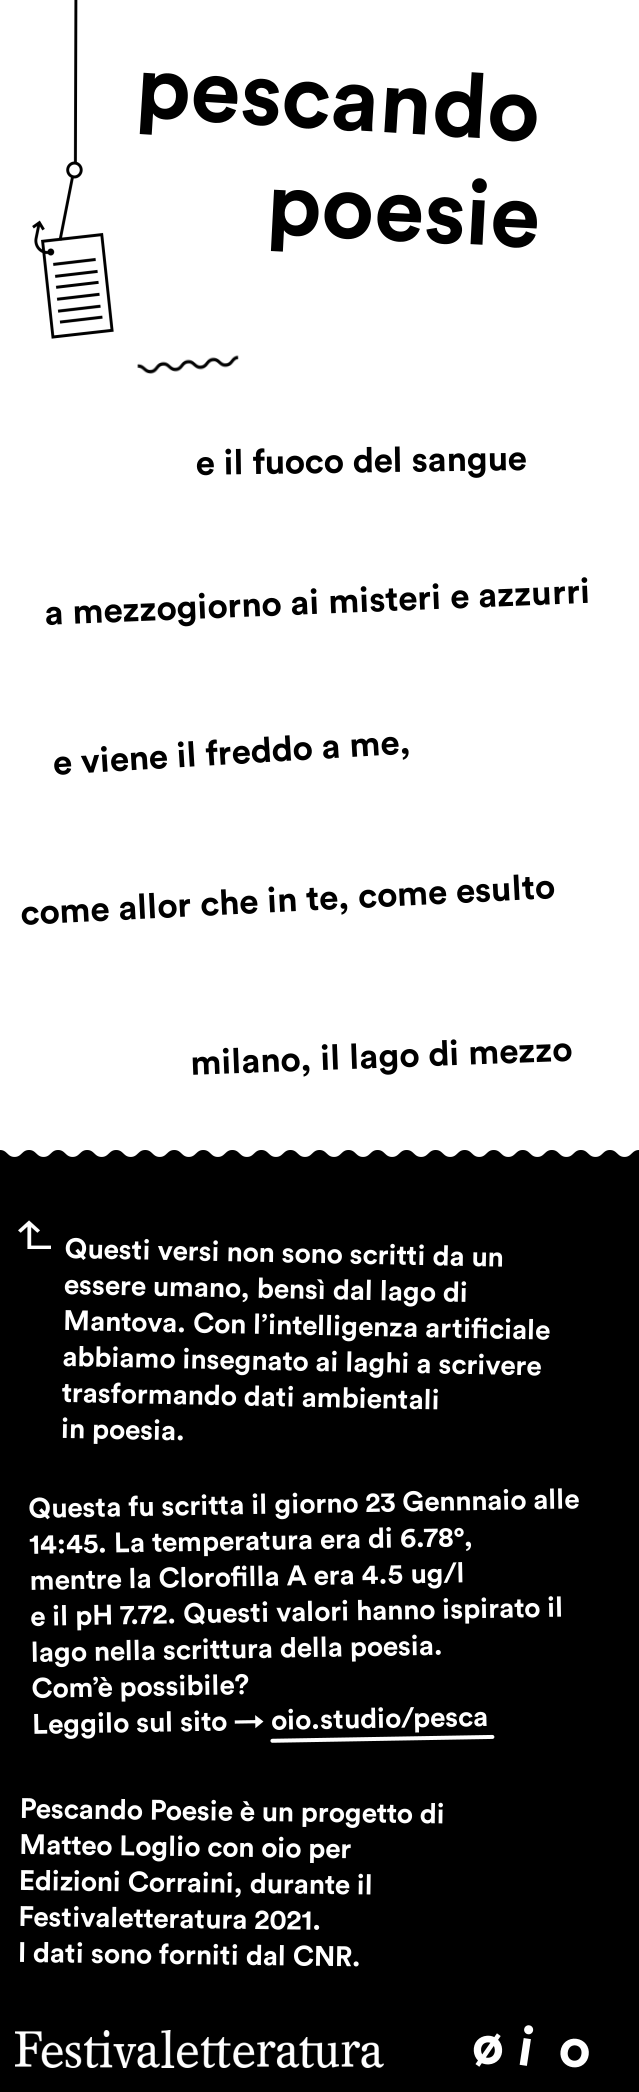 pescando
poesie
e il fuoco del sangue
a mezzogiorno ai misteri e azzurri
e viene il freddo a me,
come allor che in te, come esulto
milano, il lago di mezzo
Questi versi non sono scritti da un
essere umano, bensì dal lago di
Mantova. Con l’intelligenza artificiale
abbiamo insegnato ai laghi a scrivere
trasformando dati ambientali
in poesia.
Questa fu scritta il giorno 23 Gennnaio alle
14:45. La temperatura era di 6.78°,
mentre la Clorofilla A era 4.5 ug/l
e il pH 7.72. Questi valori hanno ispirato il
lago nella scrittura della poesia.
Com’è possibile?
Leggilo sul sito → oio.studio/pesca
Pescando Poesie è un progetto di
Matteo Loglio con oio per
Edizioni Corraini, durante il
Festivaletteratura 2021.
I dati sono forniti dal CNR.
Festivaletteratura øio